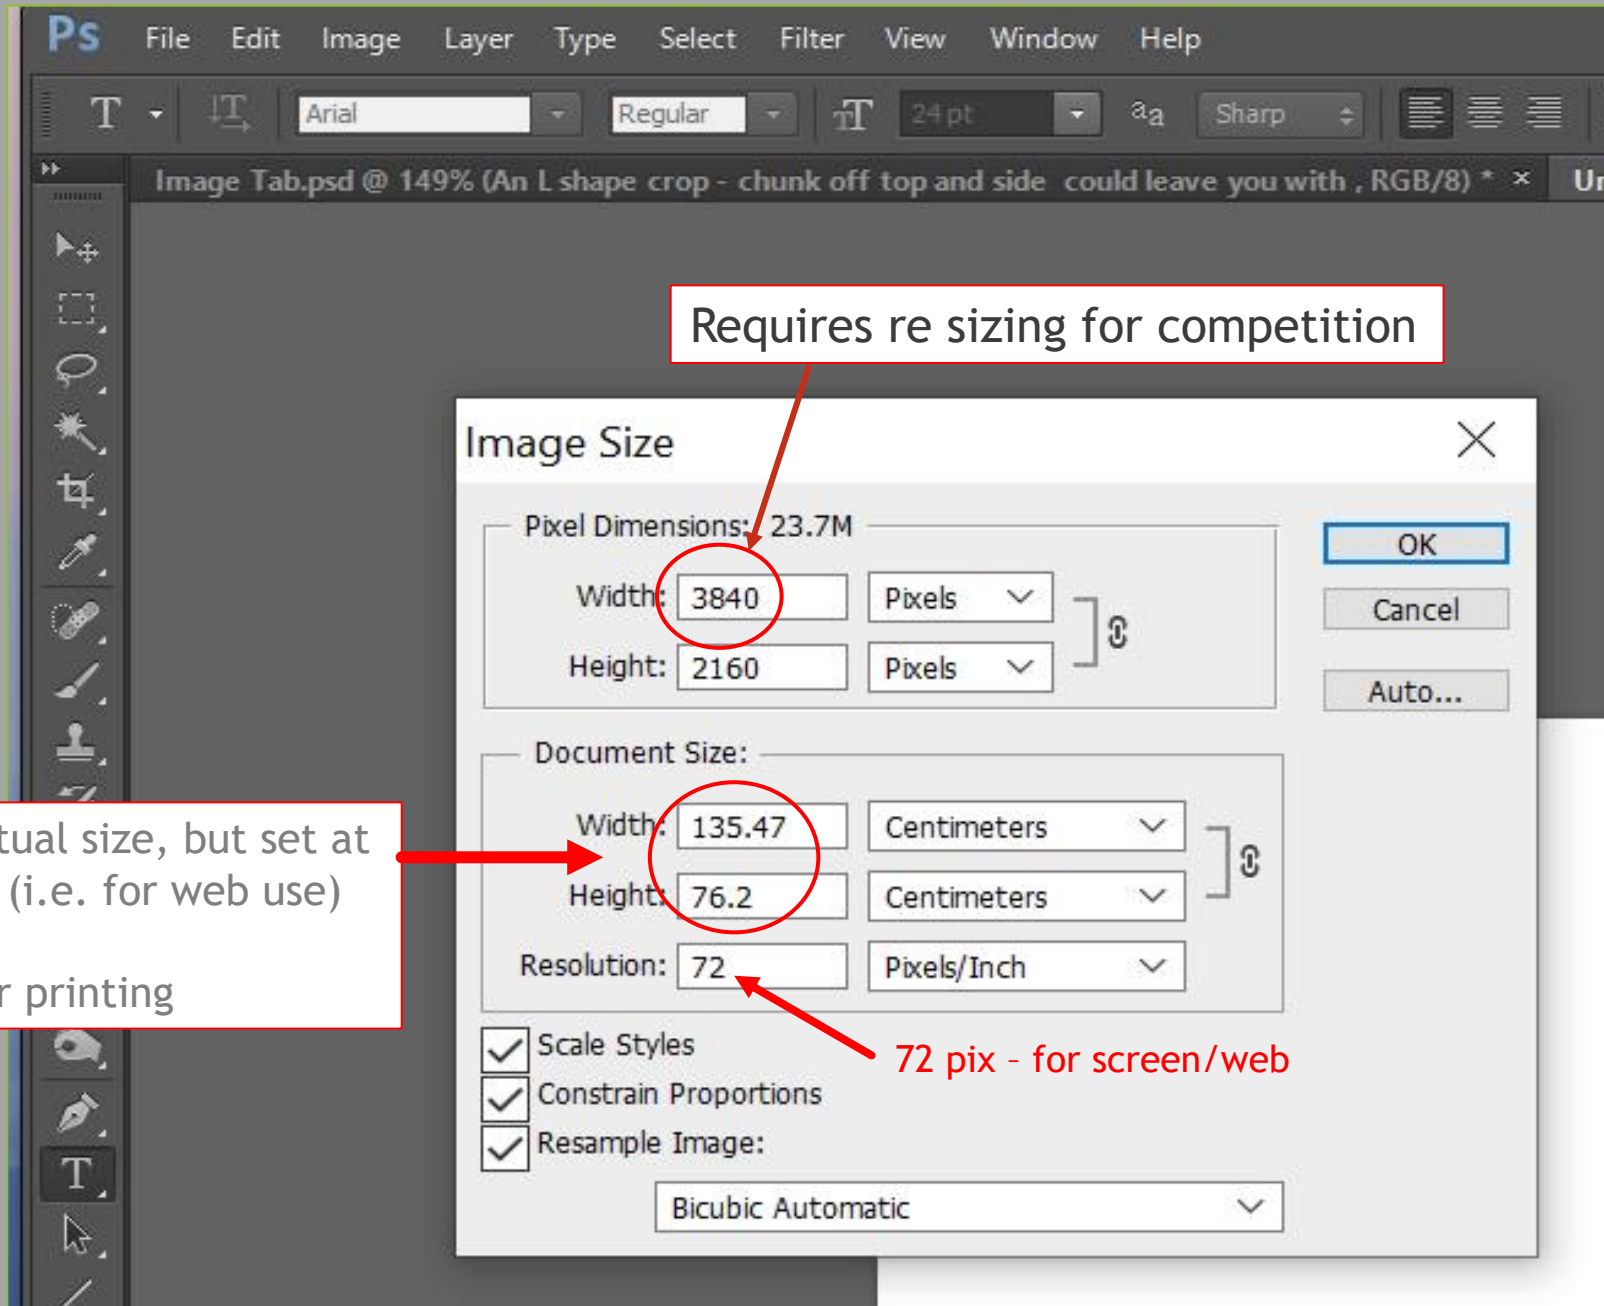 Ps File Edit Image Layer Type Select Filter View Window Help
T Arial Regular 24 pt aa Sharp
Image Tab.psd @ 149% (An L shape crop - chunk off top and side could leave you with , RGB/8) * ×
Requires re sizing for competition
Image Size
Pixel Dimensions: 23.7M
OK
Width: 3840 Pixels
Cancel
Height: 2160 Pixels
Auto...
Document Size:
Width: 135.47 Centimeters
size, but set at
(i.e. for web use)
Height: 76.2 Centimeters
Resolution: 72 Pixels/Inch
printing
Scale Styles
72 pix – for screen/web
Constrain Proportions
Resample Image:
Bicubic Automatic